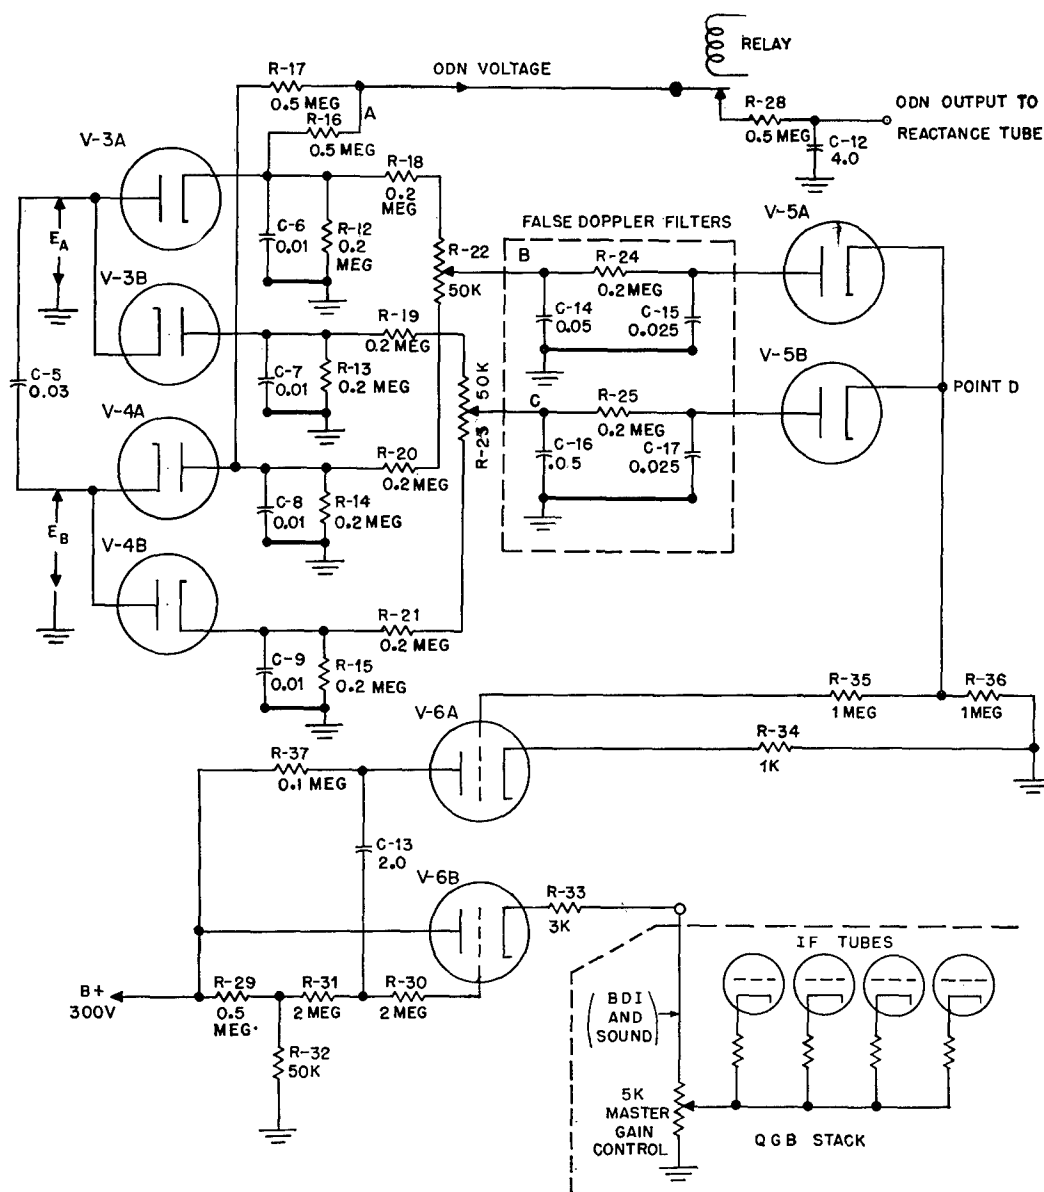 RELAY
R-17
ODN VOLTAGE
0.5 MEG
A
R-16
0.5 MEG
R-28
0.5 MEG
ODN OUTPUT TO
REACTANCE TUBE
C-12
4.0
V-3A
R-18
0.2
MEG
C-6
0.01
R-12
0.2
MEG
EA
R-22
50K
FALSE DOPPLER FILTERS
B
R-24
0.2 MEG
C-14
0.05
C-15
0.025
V-5A
V-3B
R-19
0.2 MEG
C-7
0.01
R-13
0.2 MEG
C-5
0.03
R-23 50K
C
R-25
0.2 MEG
C-16
.05
C-17
0.025
V-5B
POINT D
V-4A
R-20
0.2 MEG
C-8
0.01
R-14
0.2 MEG
EB
V-4B
R-21
0.2 MEG
C-9
0.01
R-15
0.2 MEG
R-35
1 MEG
R-36
1 MEG
V-6A
R-34
1K
R-37
0.1 MEG
C-13
2.0
V-6B
R-33
3K
B+
300V
R-29
0.5
MEG.
R-31
2 MEG
R-30
2 MEG
R-32
50K
IF TUBES
(BDI
AND
SOUND)
5K
MASTER
GAIN
CONTROL
QGB STACK